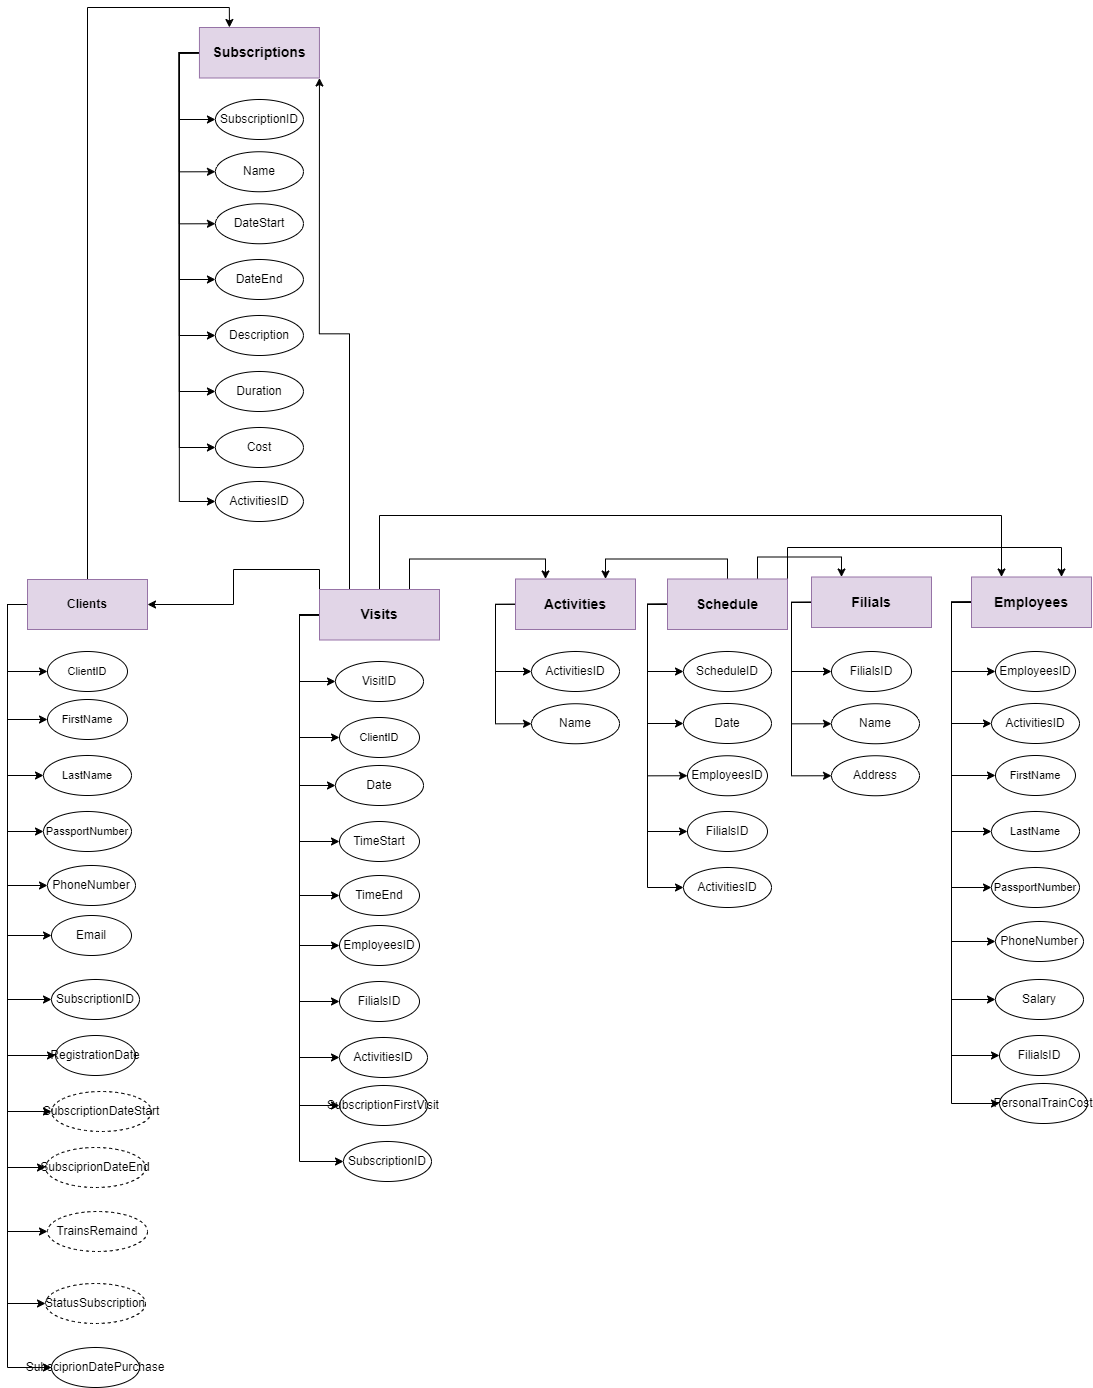 Subscriptions
SubscriptionID
Name
DateStart
DateEnd
Description
Duration
Cost
ActivitiesID
Clients
ClientID
FirstName
LastName
PassportNumber
PhoneNumber
Email
SubscriptionID
RegistrationDate
SubscriptionDateStart
SubsciprionDateEnd
TrainsRemaind
StatusSubscription
SubsciprionDatePurchase
Visits
VisitID
ClientID
Date
TimeStart
TimeEnd
EmployeesID
FilialsID
ActivitiesID
SubscriptionFirstVisit
SubscriptionID
Activities
ActivitiesID
Name
Schedule
ScheduleID
Date
EmployeesID
FilialsID
ActivitiesID
Filials
FilialsID
Name
Address
Employees
EmployeesID
ActivitiesID
FirstName
LastName
PassportNumber
PhoneNumber
Salary
FilialsID
PersonalTrainCost